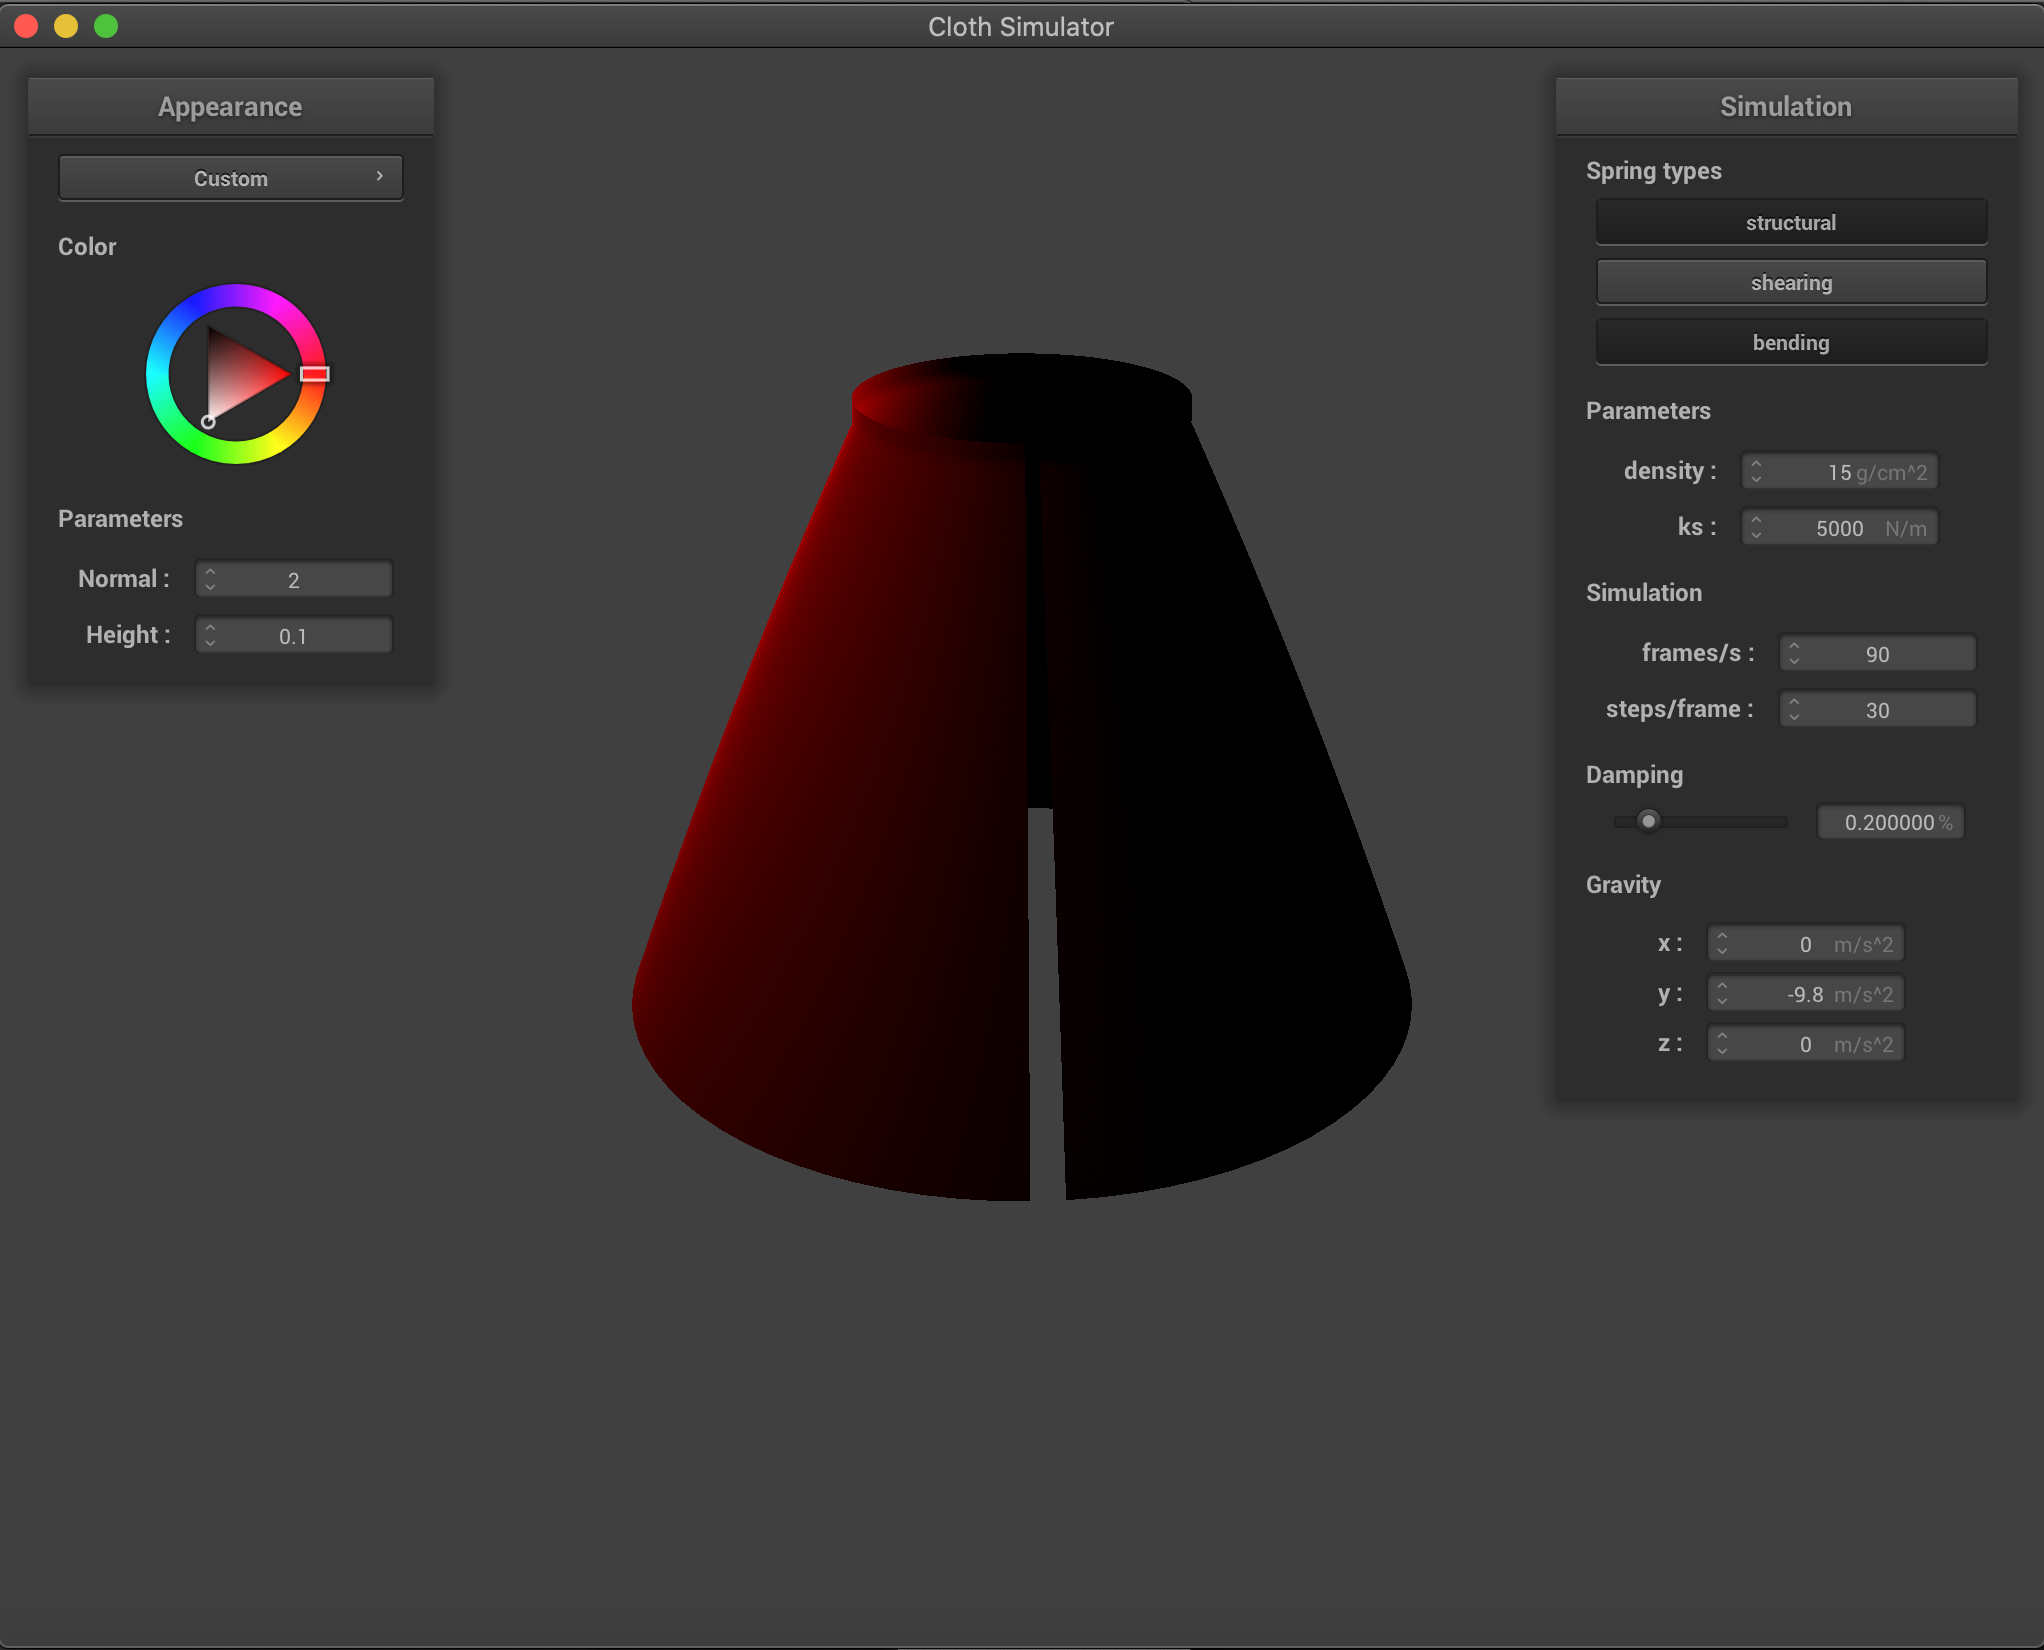 Cloth Simulator
Appearance
Custom
Color
Parameters
Normal : 2
Height : 0.1
Simulation
Spring types
structural
shearing
bending
Parameters
density : 15 g/cm^2
ks : 5000 N/m
Simulation
frames/s : 90
steps/frame : 30
Damping
0.200000 %
Gravity
x : 0 m/s^2
y : -9.8 m/s^2
z : 0 m/s^2